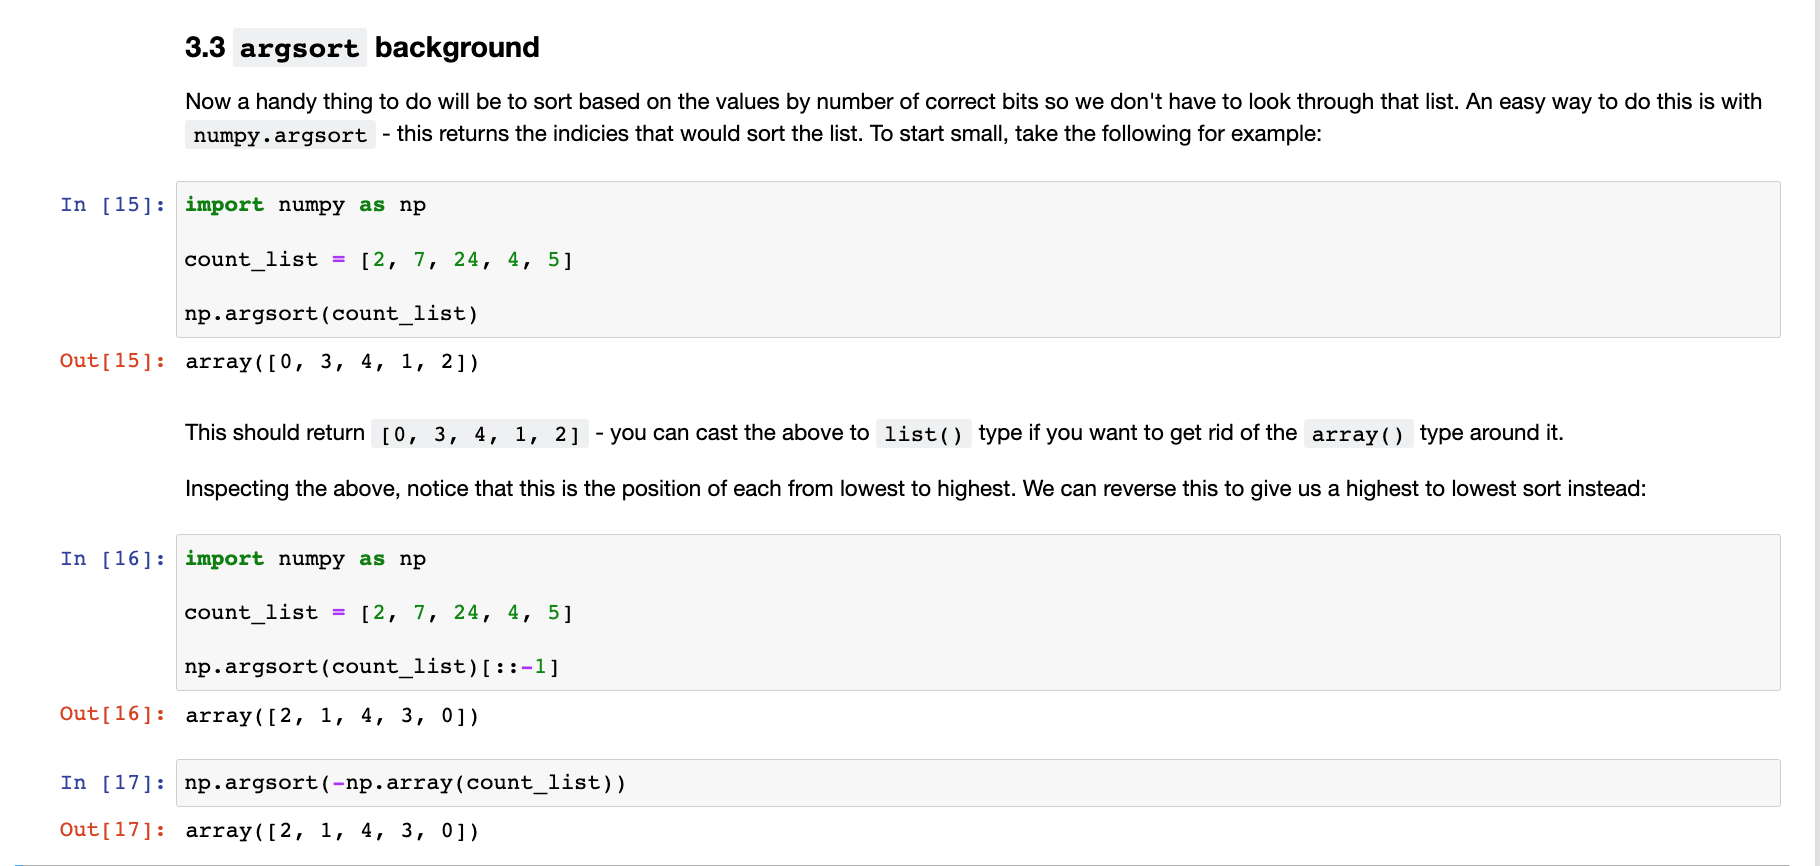 3.3 argsort background
Now a handy thing to do will be to sort based on the values by number of correct bits so we don't have to look through that list. An easy way to do this is with
numpy.argsort - this returns the indicies that would sort the list. To start small, take the following for example:
In [15]: import numpy as np
count_list = [2, 7, 24, 4, 5]
np.argsort(count_list)
Out[15]: array([0, 3, 4, 1, 2])
This should return [0, 3, 4, 1, 2] - you can cast the above to list() type if you want to get rid of the array() type around it.
Inspecting the above, notice that this is the position of each from lowest to highest. We can reverse this to give us a highest to lowest sort instead:
In [16]: import numpy as np
count_list = [2, 7, 24, 4, 5]
np.argsort(count_list)[::-1]
Out[16]: array([2, 1, 4, 3, 0])
In [17]: np.argsort(-np.array(count_list))
Out[17]: array([2, 1, 4, 3, 0])